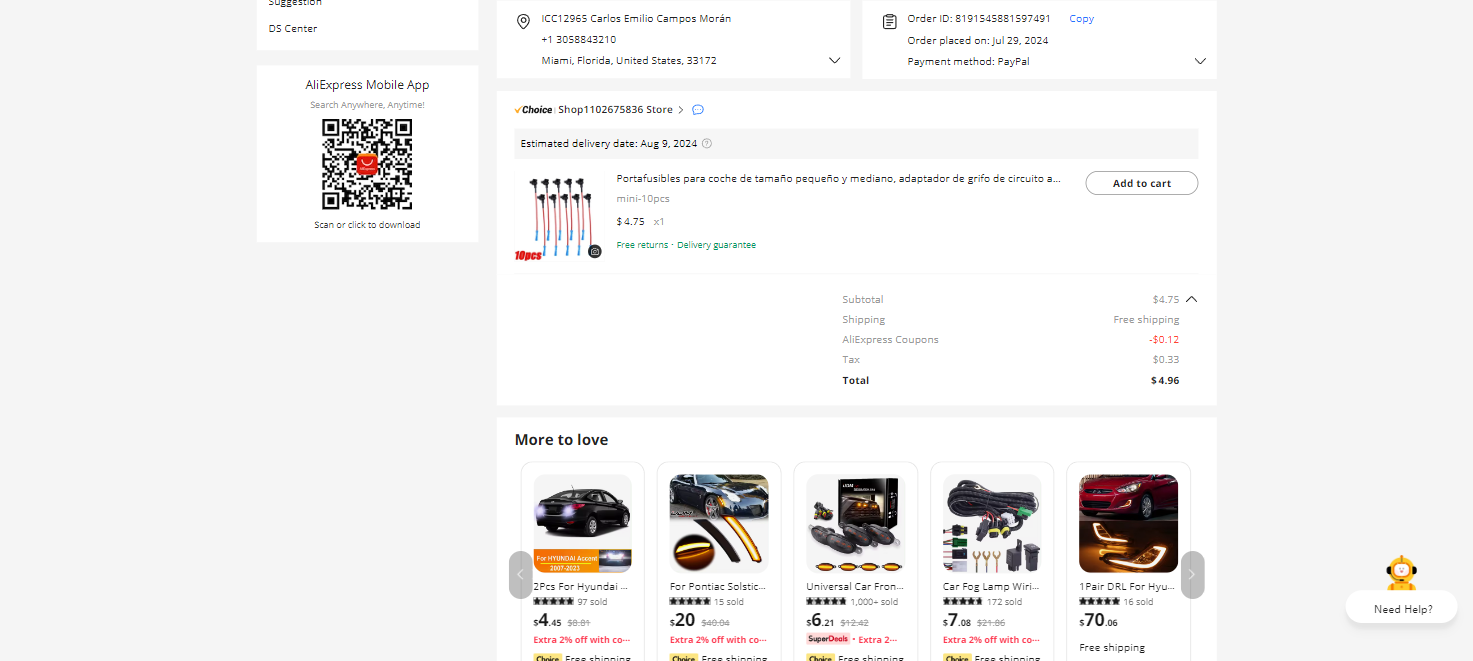 Suggestion
DS Center
AliExpress Mobile App
Search Anywhere, Anytime!
Scan or click to download
ICC12965 Carlos Emilio Campos Morán
+1 3058843210
Miami, Florida, United States, 33172
Order ID: 8191545881597491 Copy
Order placed on: Jul 29, 2024
Payment method: PayPal
Choice Shop1102675836 Store
Estimated delivery date: Aug 9, 2024
Portafusibles para coche de tamaño pequeño y mediano, adaptador de grifo de circuito a...
Add to cart
mini-10pcs
$4.75 x1
Free returns · Delivery guarantee
10pcs
Subtotal $4.75
Shipping Free shipping
AliExpress Coupons -$0.12
Tax $0.33
Total $4.96
More to love
For HYUNDAI Accent
2007-2023
2Pcs For Hyundai ...
97 sold
$4.45 $8.81
Extra 2% off with co...
Choice Free shipping
For Pontiac Solstic...
15 sold
$20 $40.04
Extra 2% off with co...
Choice Free shipping
Universal Car Fron...
1,000+ sold
$6.21 $12.42
SuperDeals · Extra 2...
Choice Free shipping
Car Fog Lamp Wiri...
172 sold
$7.08 $21.86
Extra 2% off with co...
Choice Free shipping
1Pair DRL For Hyu...
16 sold
$70.06
Free shipping
Need Help?